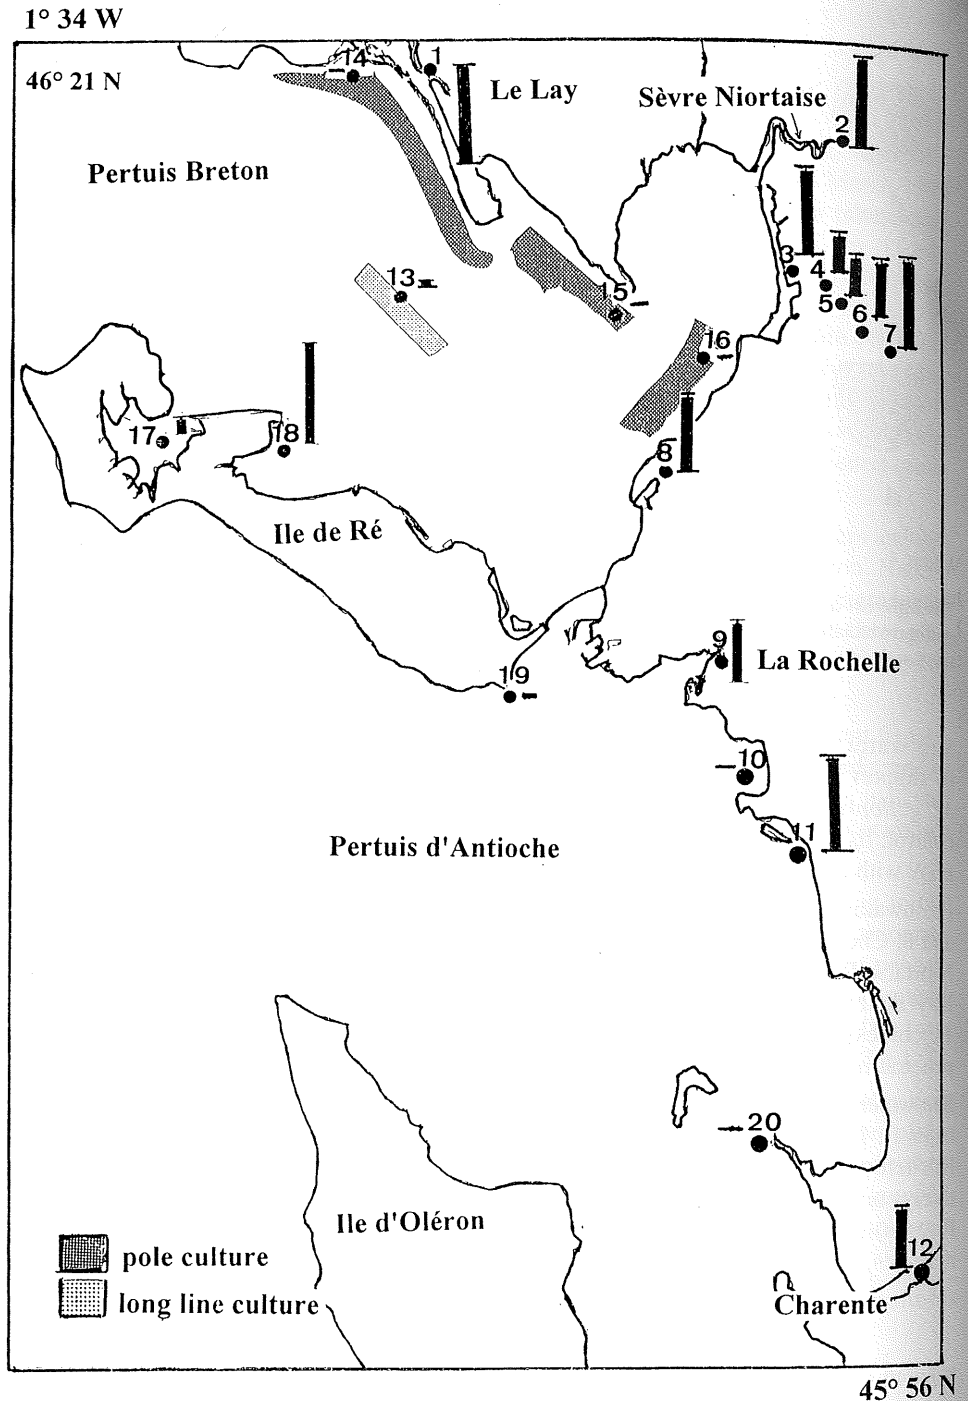 1° 34 W
46° 21 N
14
1
Le Lay
Sèvre Niortaise
2
Pertuis Breton
3
4
5
6
7
13
15
16
17
18
8
Ile de Ré
19
9
La Rochelle
10
11
Pertuis d'Antioche
20
Ile d'Oléron
12
Charente
pole culture
long line culture
45° 56 N